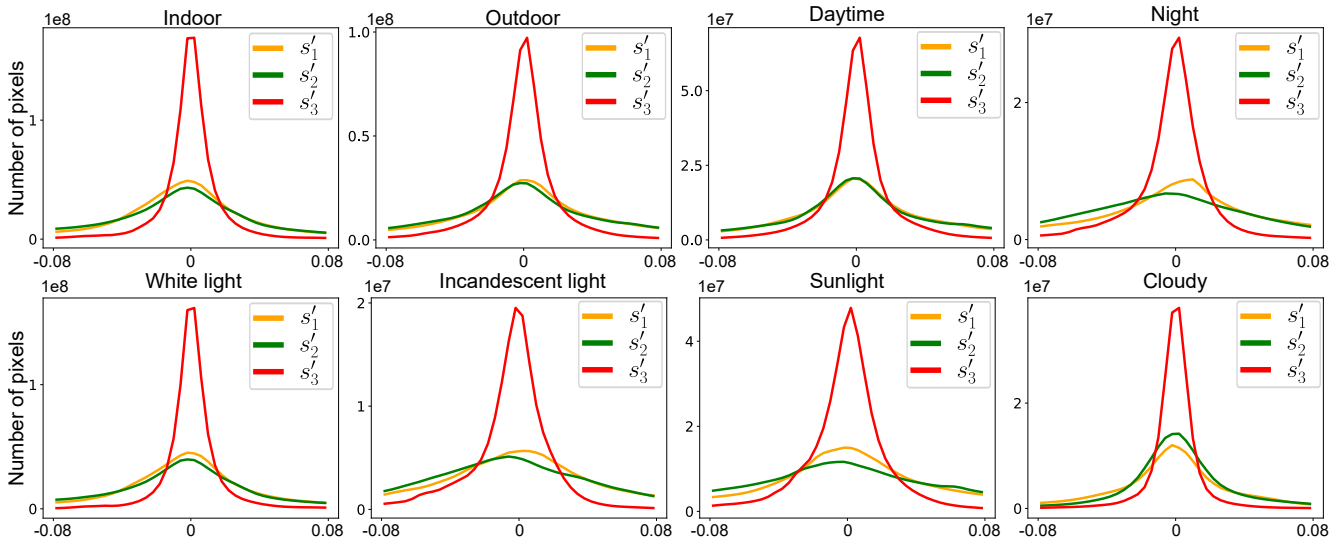 Indoor
1e8
Number of pixels
1
0
-0.08
0
0.08
s′₁
s′₂
s′₃
Outdoor
1e8
1.0
0.5
0.0
-0.08
0
0.08
s′₁
s′₂
s′₃
Daytime
1e7
5.0
2.5
0.0
-0.08
0
0.08
s′₁
s′₂
s′₃
Night
1e7
2
0
-0.08
0
0.08
s′₁
s′₂
s′₃
White light
1e8
Number of pixels
1
0
-0.08
0
0.08
s′₁
s′₂
s′₃
Incandescent light
1e7
2
1
0
-0.08
0
0.08
s′₁
s′₂
s′₃
Sunlight
1e7
4
2
0
-0.08
0
0.08
s′₁
s′₂
s′₃
Cloudy
1e7
2
0
-0.08
0
0.08
s′₁
s′₂
s′₃